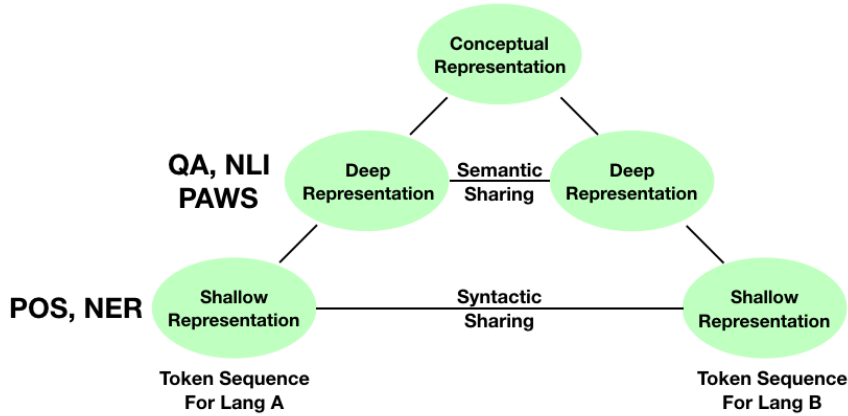 Conceptual
Representation
QA, NLI
PAWS
Deep
Representation
Semantic
Sharing
Deep
Representation
POS, NER
Shallow
Representation
Syntactic
Sharing
Shallow
Representation
Token Sequence
For Lang A
Token Sequence
For Lang B